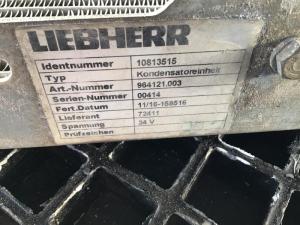 LIEBHERR
Identnummer 10813515
Typ Kondensatoreinheit
Art.-Nummer 964121.003
Serien-Nummer 00414
Fert.Datum 11/16-158516
Lieferant 72411
Spannung 24 V
Prüfzeichen